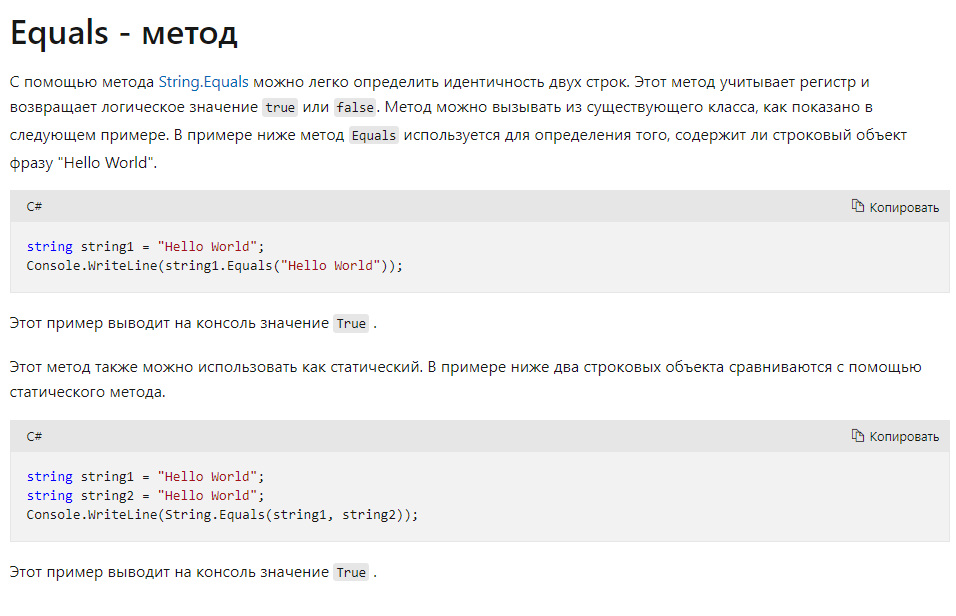 Equals - метод
С помощью метода String.Equals можно легко определить идентичность двух строк. Этот метод учитывает регистр и
возвращает логическое значение true или false. Метод можно вызывать из существующего класса, как показано в
следующем примере. В примере ниже метод Equals используется для определения того, содержит ли строковый объект
фразу "Hello World".
C# Копировать
string string1 = "Hello World";
Console.WriteLine(string1.Equals("Hello World"));
Этот пример выводит на консоль значение True .
Этот метод также можно использовать как статический. В примере ниже два строковых объекта сравниваются с помощью
статического метода.
C# Копировать
string string1 = "Hello World";
string string2 = "Hello World";
Console.WriteLine(String.Equals(string1, string2));
Этот пример выводит на консоль значение True .